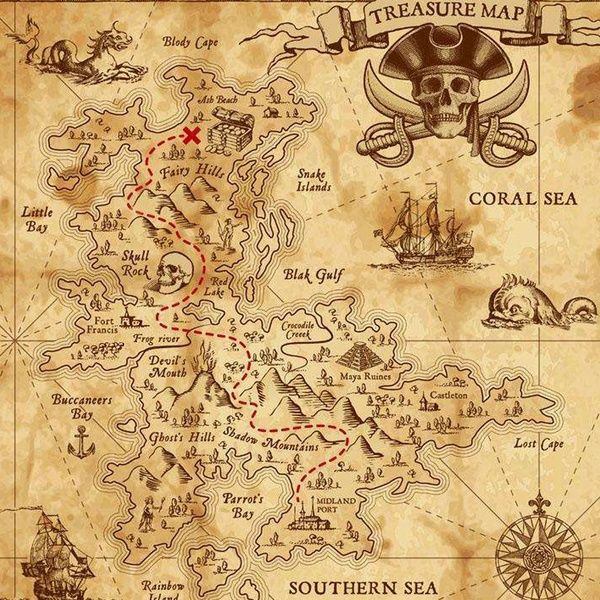 TREASURE MAP
Blody Cape
Ash Beach
Fairy Hills
Snake
Islands
CORAL SEA
Little
Bay
Skull
Rock
Red
Lake
Blak Gulf
Fort
Francis
Crocodile
Creek
Frog river
Devil's
Mouth
Maya Ruines
Castleton
Buccaneers
Bay
Ghost's Hills
Shadow Mountains
Lost Cape
Parrot's
Bay
MIDLAND
PORT
Rainbow
Island
SOUTHERN SEA